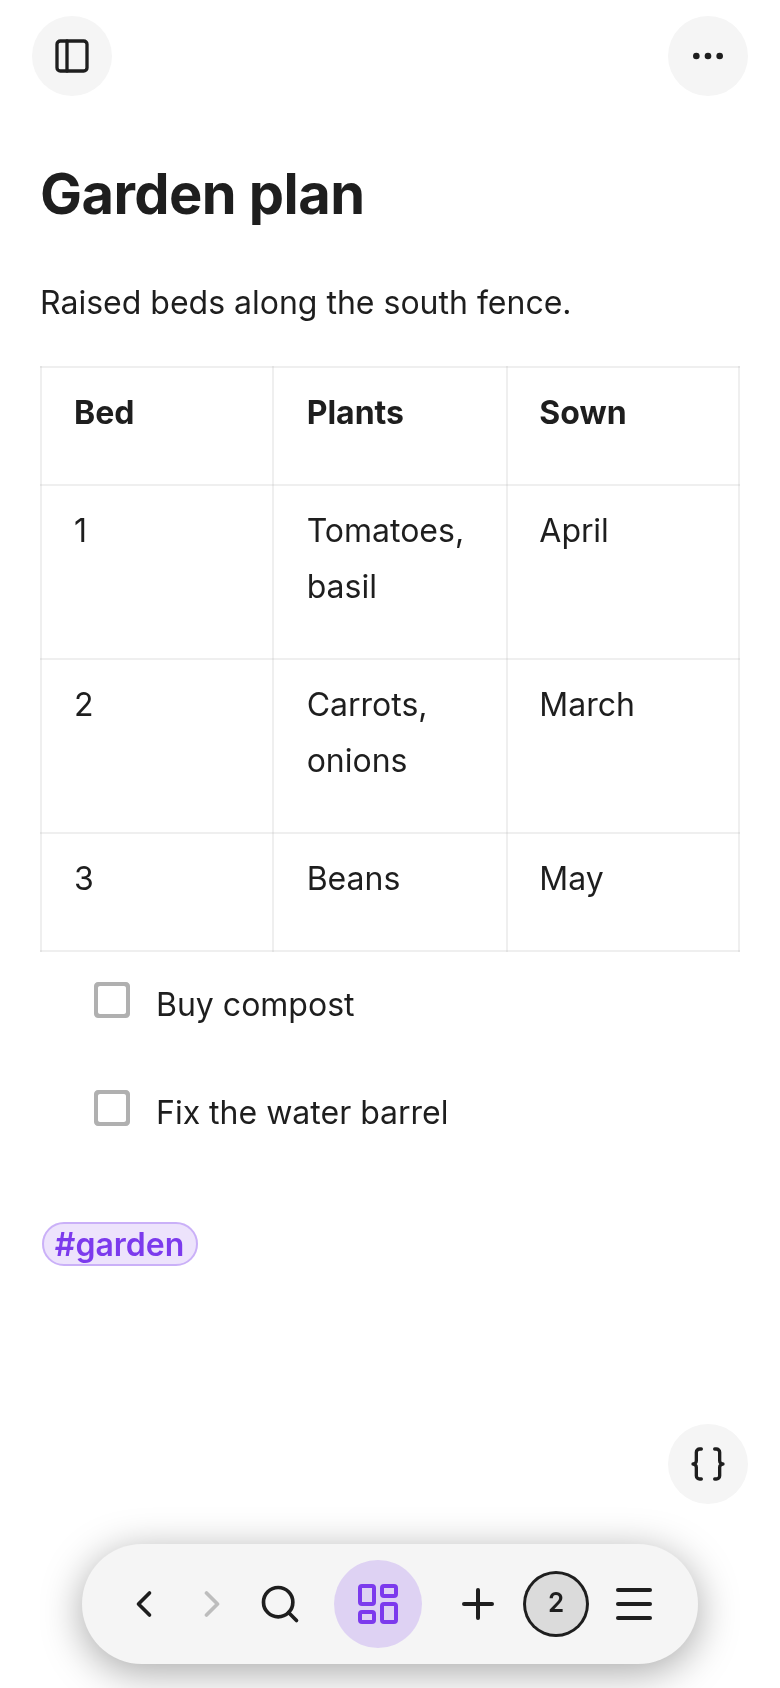 Garden plan
Raised beds along the south fence.
Bed Plants Sown
1 Tomatoes, April
basil
2 Carrots, March
onions
3 Beans May
Buy compost
Fix the water barrel
#garden
{ }
2